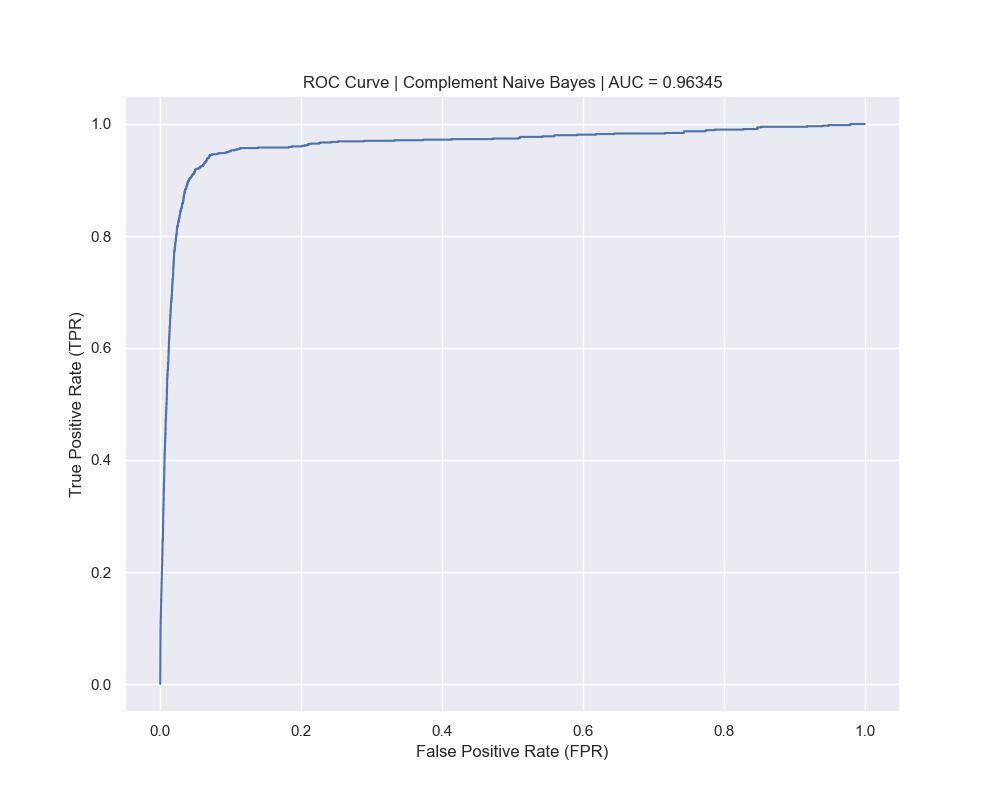 ROC Curve | Complement Naive Bayes | AUC = 0.96345
1.0
0.8
0.6
0.4
0.2
0.0
True Positive Rate (TPR)
0.0 0.2 0.4 0.6 0.8 1.0
False Positive Rate (FPR)